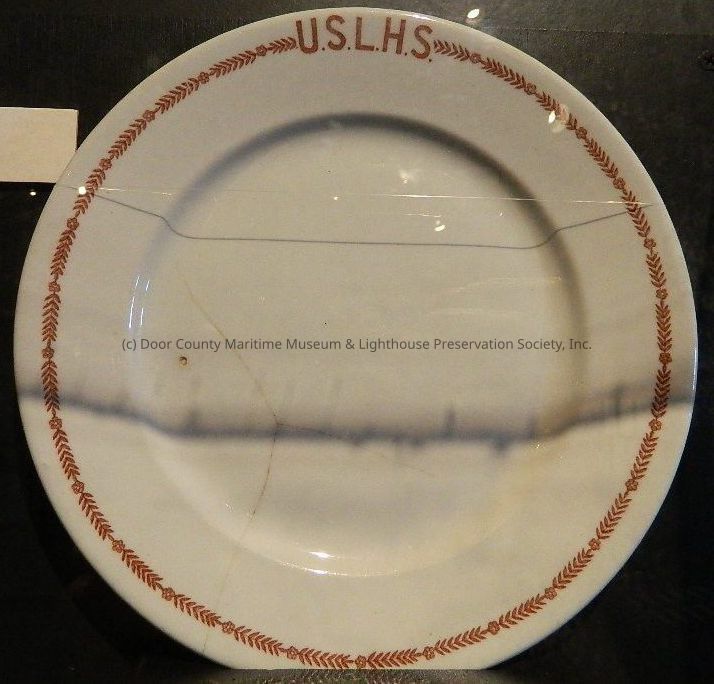 U.S.L.H.S.
(c) Door County Maritime Museum & Lighthouse Preservation Society, Inc.